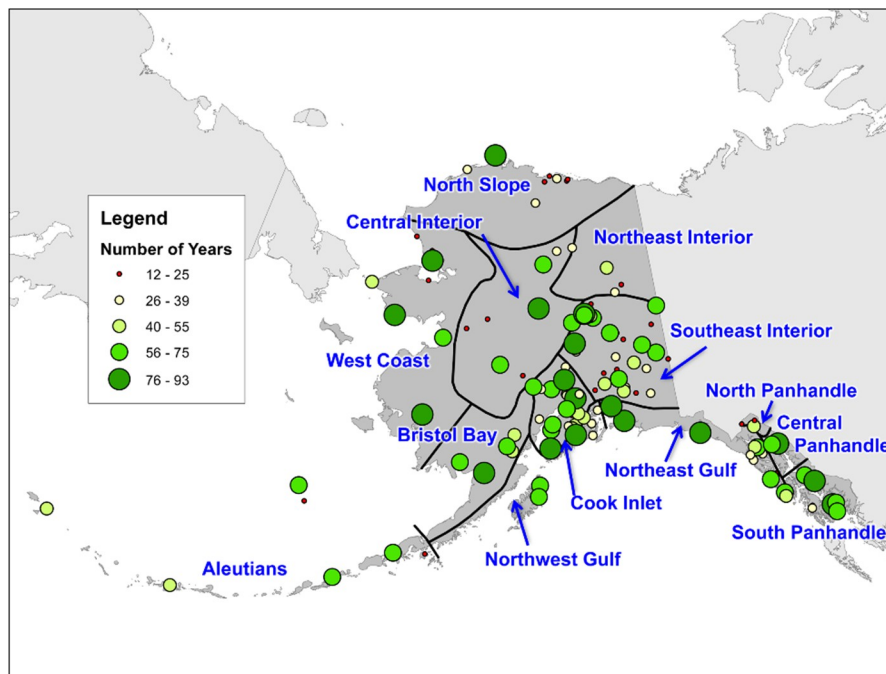 North Slope
Central Interior
Northeast Interior
Legend
Number of Years
12 - 25
26 - 39
40 - 55
56 - 75
76 - 93
Southeast Interior
West Coast
North Panhandle
Central
Panhandle
Bristol Bay
Northeast Gulf
Cook Inlet
South Panhandle
Northwest Gulf
Aleutians